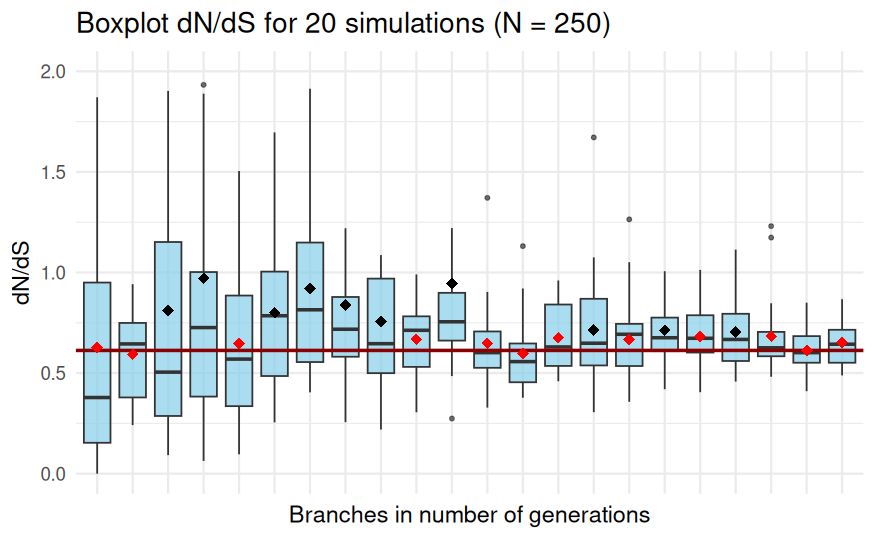 Boxplot dN/dS for 20 simulations (N = 250)
2.0
1.5
1.0
0.5
0.0
dN/dS
Branches in number of generations